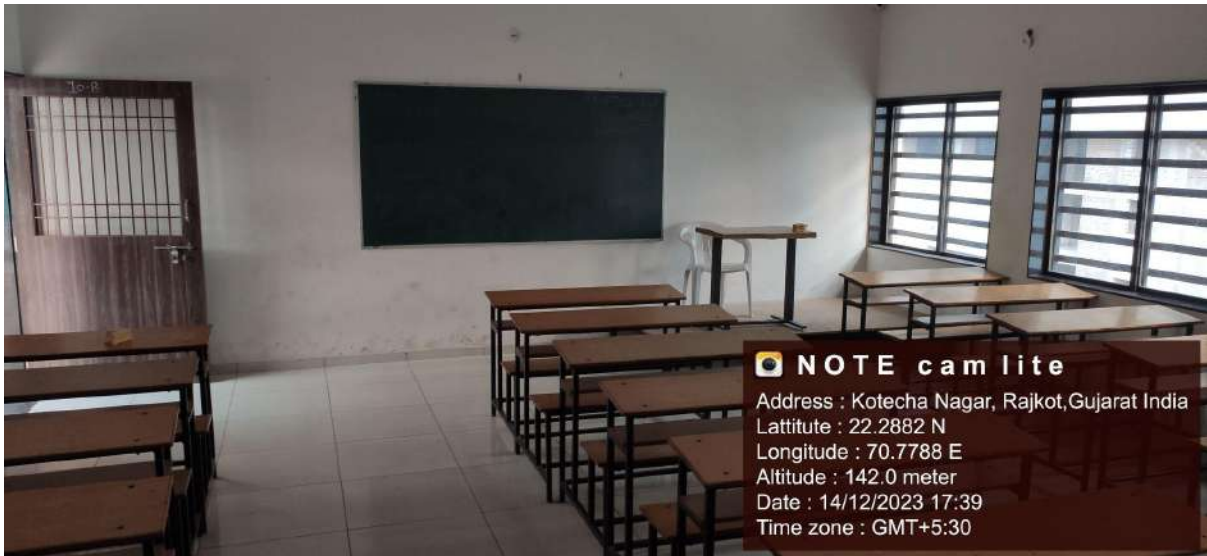 10-B
NOTE cam lite
Address : Kotecha Nagar, Rajkot,Gujarat India
Lattitute : 22.2882 N
Longitude : 70.7788 E
Altitude : 142.0 meter
Date : 14/12/2023 17:39
Time zone : GMT+5:30